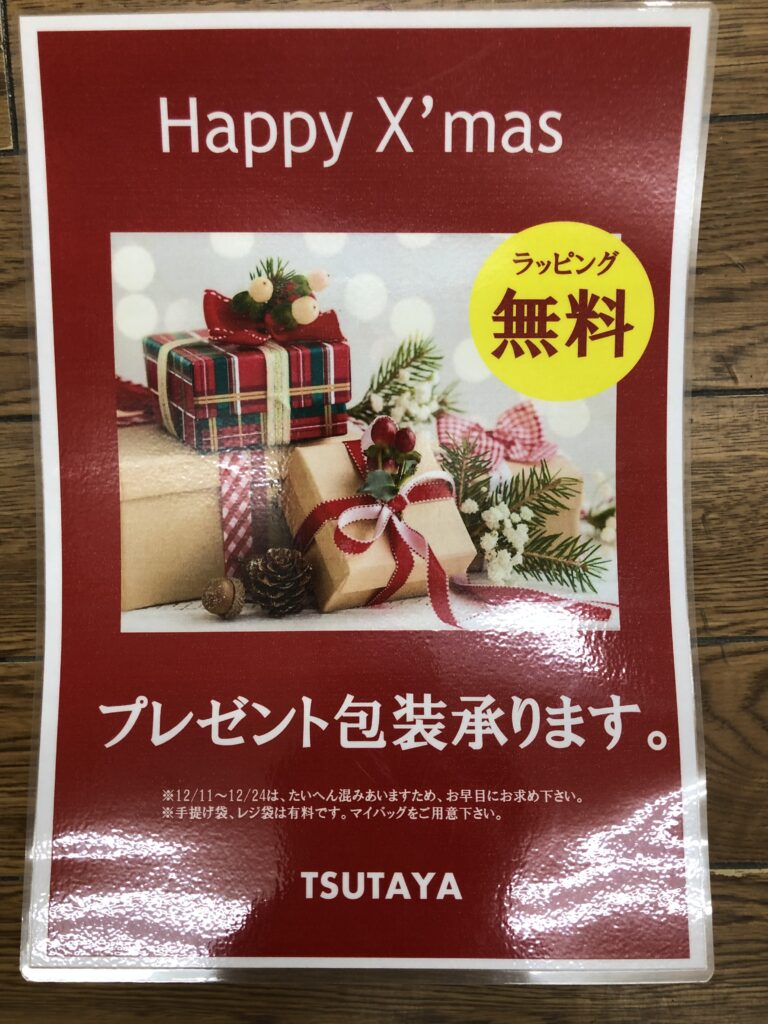 Happy X’mas
ラッピング
無料
プレゼント包装承ります。
※12/11～12/24は、たいへん混みあいますため、お早目にお求め下さい。
※手提げ袋、レジ袋は有料です。マイバッグをご用意下さい。
TSUTAYA